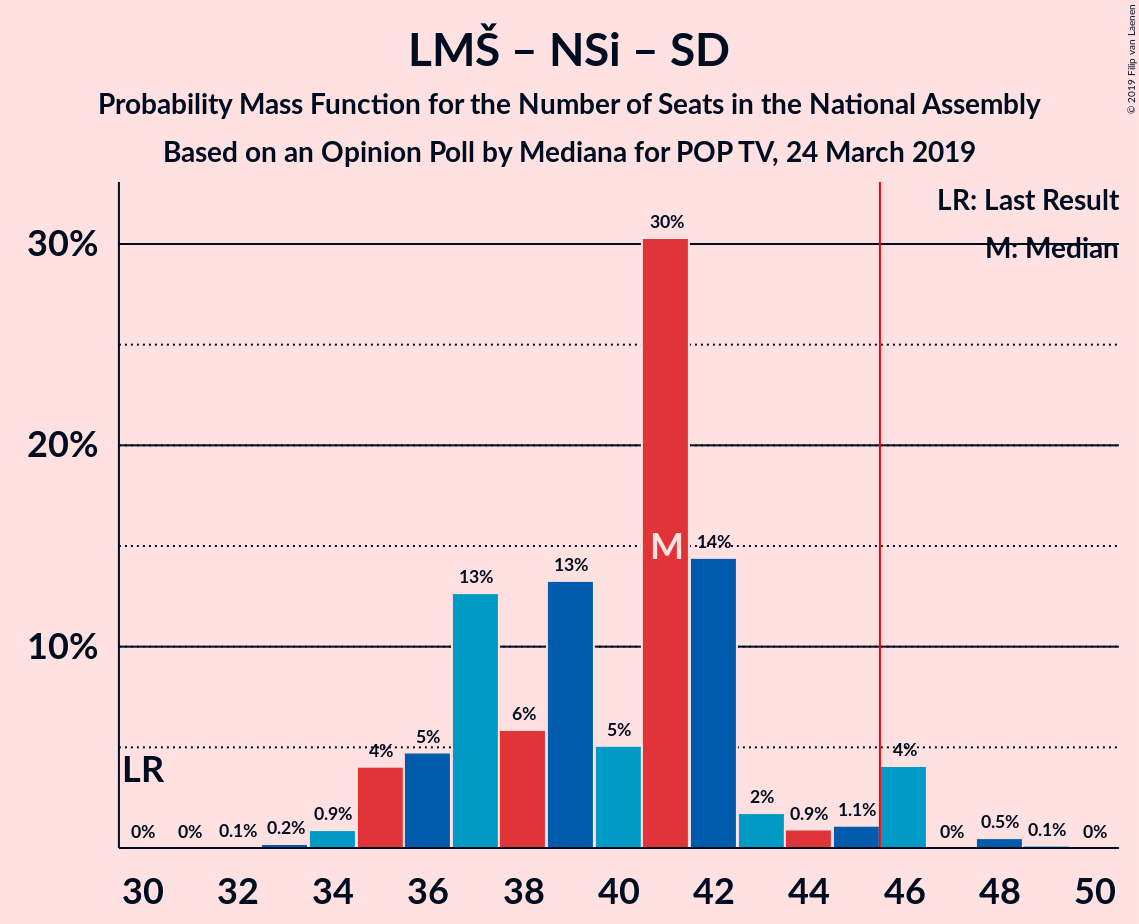 LMŠ – NSi – SD
Probability Mass Function for the Number of Seats in the National Assembly
Based on an Opinion Poll by Mediana for POP TV, 24 March 2019
© 2019 Filip van Laenen
LR: Last Result
M: Median
30%
20%
10%
LR
M
0%
0%
0.1%
0.2%
0.9%
4%
5%
13%
6%
13%
5%
30%
14%
2%
0.9%
1.1%
4%
0%
0.5%
0.1%
0%
30 32 34 36 38 40 42 44 46 48 50